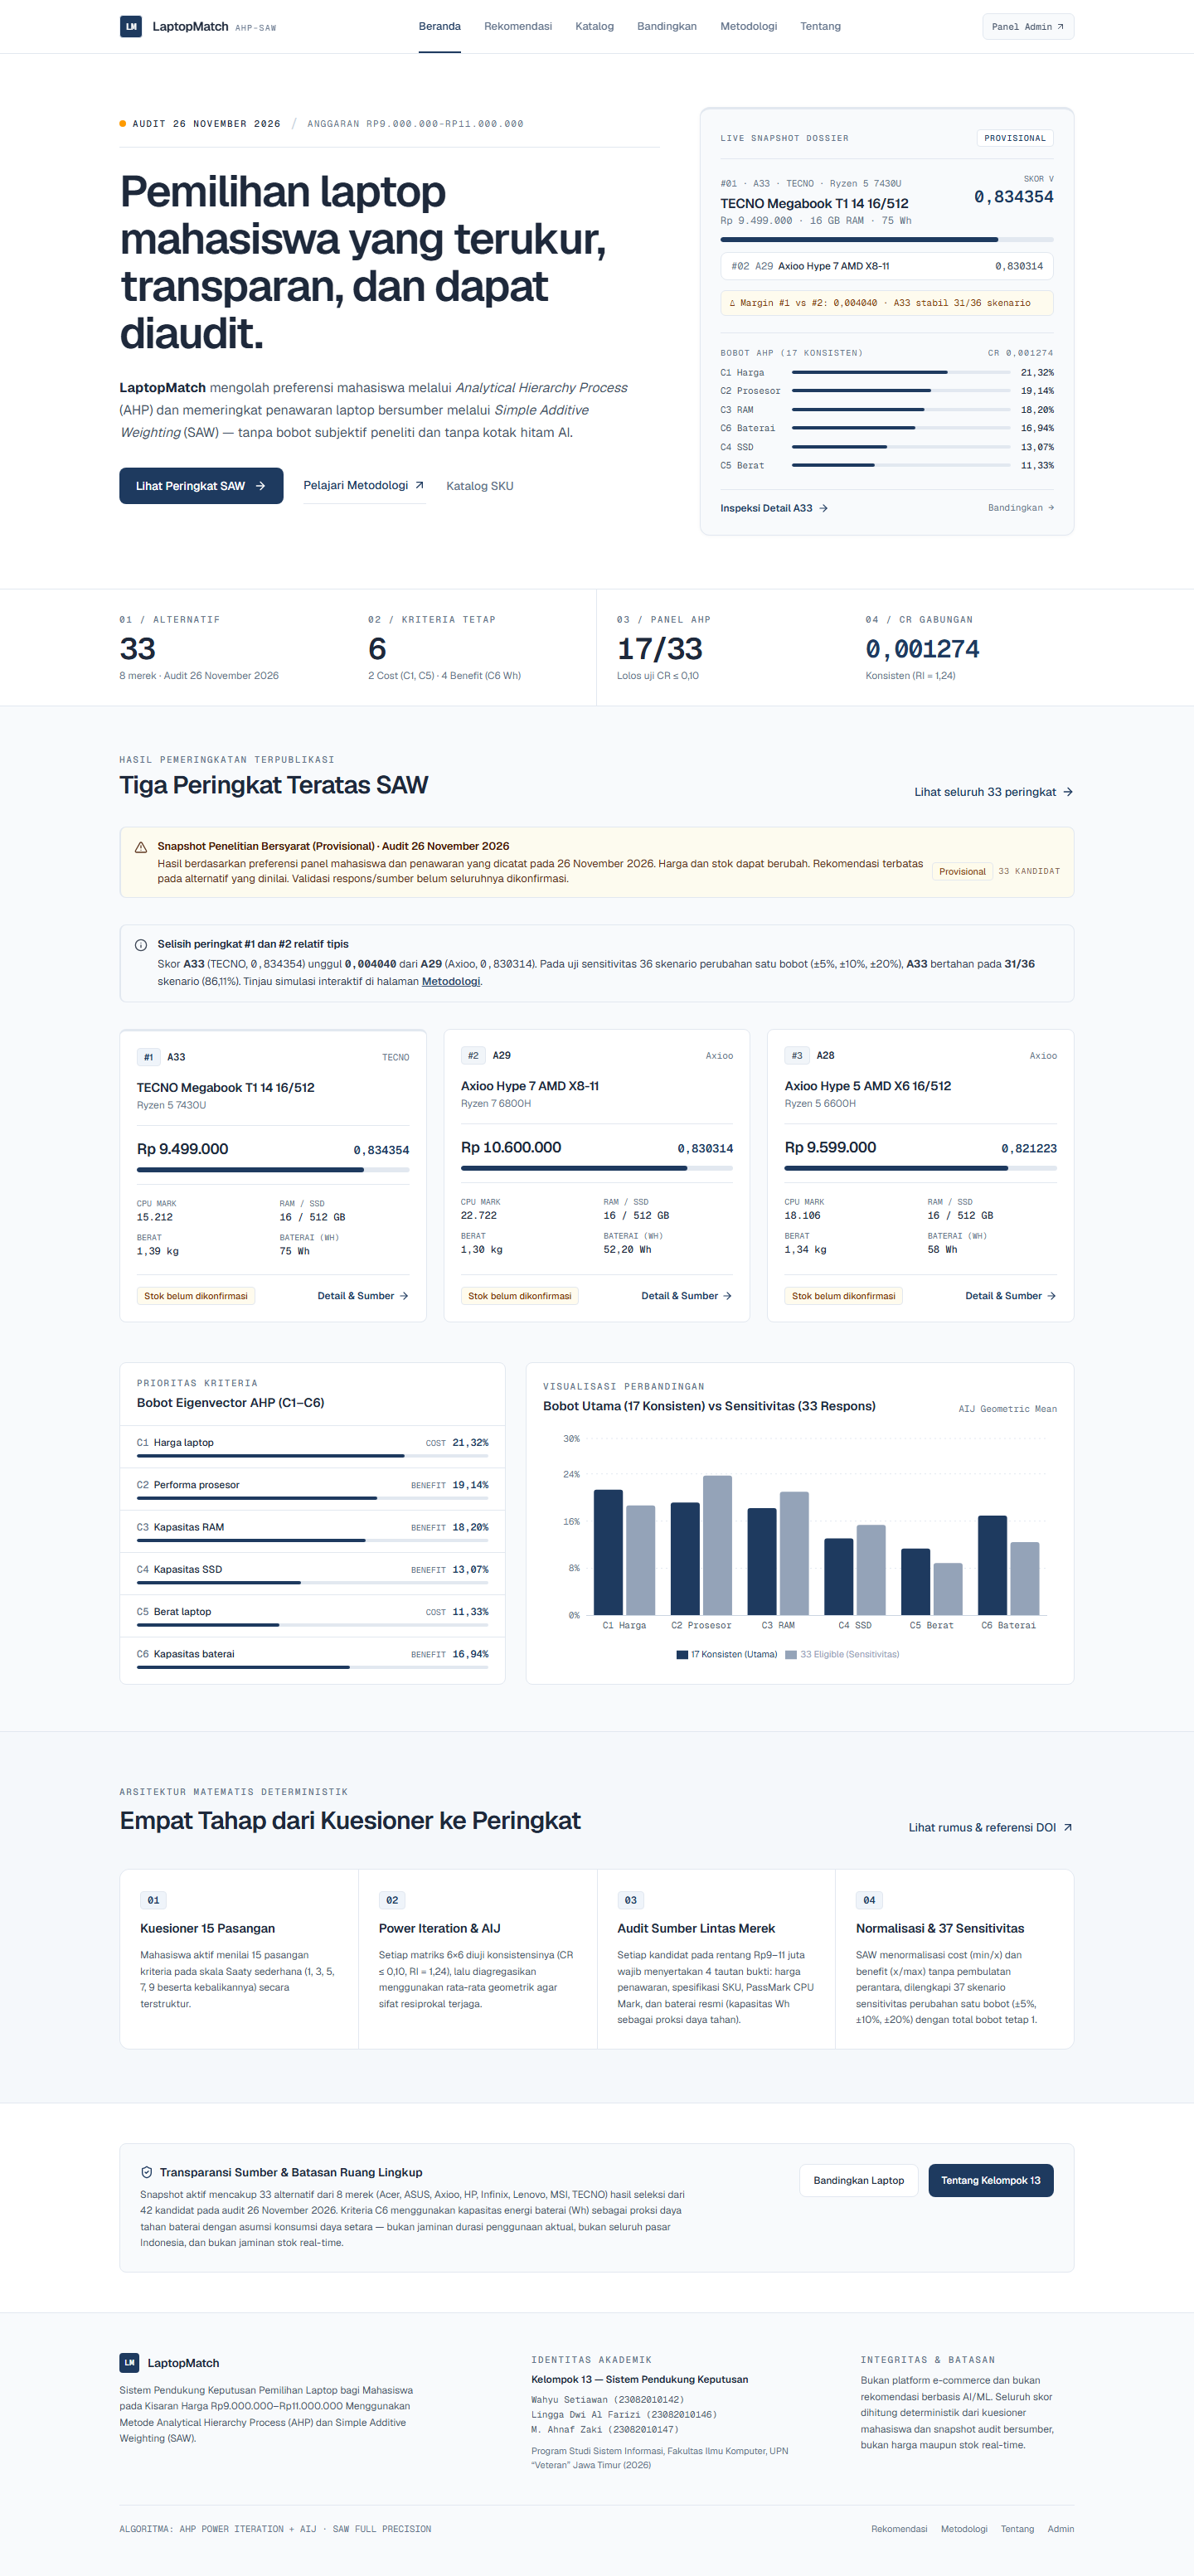 LM LaptopMatch AHP-SAW
Beranda
Rekomendasi
Katalog
Bandingkan
Metodologi
Tentang
Panel Admin ↗
AUDIT 26 NOVEMBER 2026 / ANGGARAN RP9.000.000–RP11.000.000
Pemilihan laptop
mahasiswa yang terukur,
transparan, dan dapat
diaudit.
LaptopMatch mengolah preferensi mahasiswa melalui Analytical Hierarchy Process
(AHP) dan memeringkat penawaran laptop bersumber melalui Simple Additive
Weighting (SAW) — tanpa bobot subjektif peneliti dan tanpa kotak hitam AI.
Lihat Peringkat SAW →
Pelajari Metodologi ↗
Katalog SKU
LIVE SNAPSHOT DOSSIER
PROVISIONAL
#01 · A33 · TECNO · Ryzen 5 7430U
SKOR V
TECNO Megabook T1 14 16/512
0,834354
Rp 9.499.000 · 16 GB RAM · 75 Wh
#02 A29 Axioo Hype 7 AMD X8-11 0,830314
Δ Margin #1 vs #2: 0,004040 · A33 stabil 31/36 skenario
BOBOT AHP (17 KONSISTEN) CR 0,001274
C1 Harga 21,32%
C2 Prosesor 19,14%
C3 RAM 18,20%
C6 Baterai 16,94%
C4 SSD 13,07%
C5 Berat 11,33%
Inspeksi Detail A33 →
Bandingkan →
01 / ALTERNATIF
33
8 merek · Audit 26 November 2026
02 / KRITERIA TETAP
6
2 Cost (C1, C5) · 4 Benefit (C6 Wh)
03 / PANEL AHP
17/33
Lolos uji CR ≤ 0,10
04 / CR GABUNGAN
0,001274
Konsisten (RI = 1,24)
HASIL PEMERINGKATAN TERPUBLIKASI
Tiga Peringkat Teratas SAW
Lihat seluruh 33 peringkat →
Snapshot Penelitian Bersyarat (Provisional) · Audit 26 November 2026
Hasil berdasarkan preferensi panel mahasiswa dan penawaran yang dicatat pada 26 November 2026. Harga dan stok dapat berubah. Rekomendasi terbatas
pada alternatif yang dinilai. Validasi respons/sumber belum seluruhnya dikonfirmasi.
Provisional 33 KANDIDAT
Selisih peringkat #1 dan #2 relatif tipis
Skor A33 (TECNO, 0,834354) unggul 0,004040 dari A29 (Axioo, 0,830314). Pada uji sensitivitas 36 skenario perubahan satu bobot (±5%, ±10%, ±20%), A33 bertahan pada 31/36
skenario (86,11%). Tinjau simulasi interaktif di halaman Metodologi.
#1 A33 TECNO
TECNO Megabook T1 14 16/512
Ryzen 5 7430U
Rp 9.499.000 0,834354
CPU MARK RAM / SSD
15.212 16 / 512 GB
BERAT BATERAI (WH)
1,39 kg 75 Wh
Stok belum dikonfirmasi Detail & Sumber →
#2 A29 Axioo
Axioo Hype 7 AMD X8-11
Ryzen 7 6800H
Rp 10.600.000 0,830314
CPU MARK RAM / SSD
22.722 16 / 512 GB
BERAT BATERAI (WH)
1,30 kg 52,20 Wh
Stok belum dikonfirmasi Detail & Sumber →
#3 A28 Axioo
Axioo Hype 5 AMD X6 16/512
Ryzen 5 6600H
Rp 9.599.000 0,821223
CPU MARK RAM / SSD
18.106 16 / 512 GB
BERAT BATERAI (WH)
1,34 kg 58 Wh
Stok belum dikonfirmasi Detail & Sumber →
PRIORITAS KRITERIA
Bobot Eigenvector AHP (C1–C6)
C1 Harga laptop COST 21,32%
C2 Performa prosesor BENEFIT 19,14%
C3 Kapasitas RAM BENEFIT 18,20%
C4 Kapasitas SSD BENEFIT 13,07%
C5 Berat laptop COST 11,33%
C6 Kapasitas baterai BENEFIT 16,94%
VISUALISASI PERBANDINGAN
Bobot Utama (17 Konsisten) vs Sensitivitas (33 Respons)
AIJ Geometric Mean
30%
24%
16%
8%
0%
C1 Harga C2 Prosesor C3 RAM C4 SSD C5 Berat C6 Baterai
17 Konsisten (Utama) 33 Eligible (Sensitivitas)
ARSITEKTUR MATEMATIS DETERMINISTIK
Empat Tahap dari Kuesioner ke Peringkat
Lihat rumus & referensi DOI ↗
01
Kuesioner 15 Pasangan
Mahasiswa aktif menilai 15 pasangan
kriteria pada skala Saaty sederhana (1, 3, 5,
7, 9 beserta kebalikannya) secara
terstruktur.
02
Power Iteration & AIJ
Setiap matriks 6×6 diuji konsistensinya (CR
≤ 0,10, RI = 1,24), lalu diagregasikan
menggunakan rata-rata geometrik agar
sifat resiprokal terjaga.
03
Audit Sumber Lintas Merek
Setiap kandidat pada rentang Rp9–11 juta
wajib menyertakan 4 tautan bukti: harga
penawaran, spesifikasi SKU, PassMark CPU
Mark, dan baterai resmi (kapasitas Wh
sebagai proksi daya tahan).
04
Normalisasi & 37 Sensitivitas
SAW menormalisasi cost (min/x) dan
benefit (x/max) tanpa pembulatan
perantara, dilengkapi 37 skenario
sensitivitas perubahan satu bobot (±5%,
±10%, ±20%) dengan total bobot tetap 1.
Transparansi Sumber & Batasan Ruang Lingkup
Snapshot aktif mencakup 33 alternatif dari 8 merek (Acer, ASUS, Axioo, HP, Infinix, Lenovo, MSI, TECNO) hasil seleksi dari
42 kandidat pada audit 26 November 2026. Kriteria C6 menggunakan kapasitas energi baterai (Wh) sebagai proksi daya
tahan baterai dengan asumsi konsumsi daya setara — bukan jaminan durasi penggunaan aktual, bukan seluruh pasar
Indonesia, dan bukan jaminan stok real-time.
Bandingkan Laptop
Tentang Kelompok 13
LM LaptopMatch
Sistem Pendukung Keputusan Pemilihan Laptop bagi Mahasiswa
pada Kisaran Harga Rp9.000.000–Rp11.000.000 Menggunakan
Metode Analytical Hierarchy Process (AHP) dan Simple Additive
Weighting (SAW).
IDENTITAS AKADEMIK
Kelompok 13 — Sistem Pendukung Keputusan
Wahyu Setiawan (23082010142)
Lingga Dwi Al Farizi (23082010146)
M. Ahnaf Zaki (23082010147)
Program Studi Sistem Informasi, Fakultas Ilmu Komputer, UPN
"Veteran" Jawa Timur (2026)
INTEGRITAS & BATASAN
Bukan platform e-commerce dan bukan
rekomendasi berbasis AI/ML. Seluruh skor
dihitung deterministik dari kuesioner
mahasiswa dan snapshot audit bersumber,
bukan harga maupun stok real-time.
ALGORITMA: AHP POWER ITERATION + AIJ · SAW FULL PRECISION
Rekomendasi Metodologi Tentang Admin